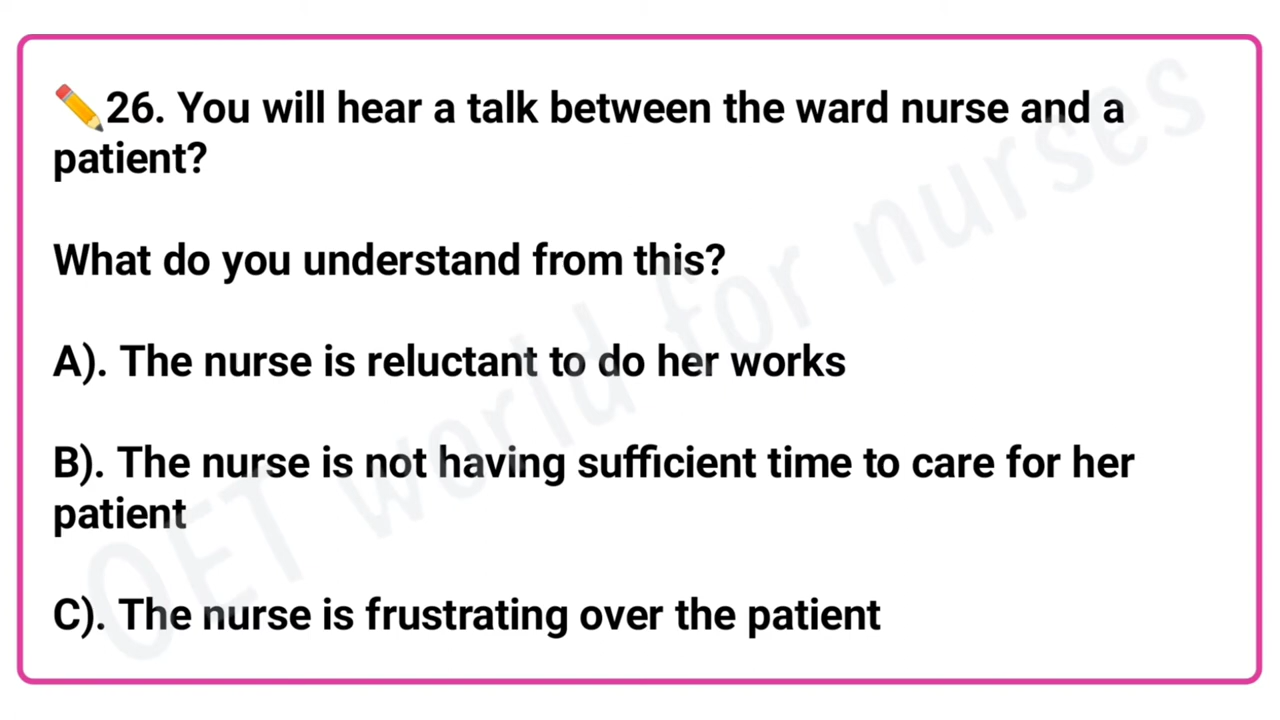 ✏️26. You will hear a talk between the ward nurse and a
patient?
What do you understand from this?
A). The nurse is reluctant to do her works
B). The nurse is not having sufficient time to care for her
patient
C). The nurse is frustrating over the patient
OET world for nurses